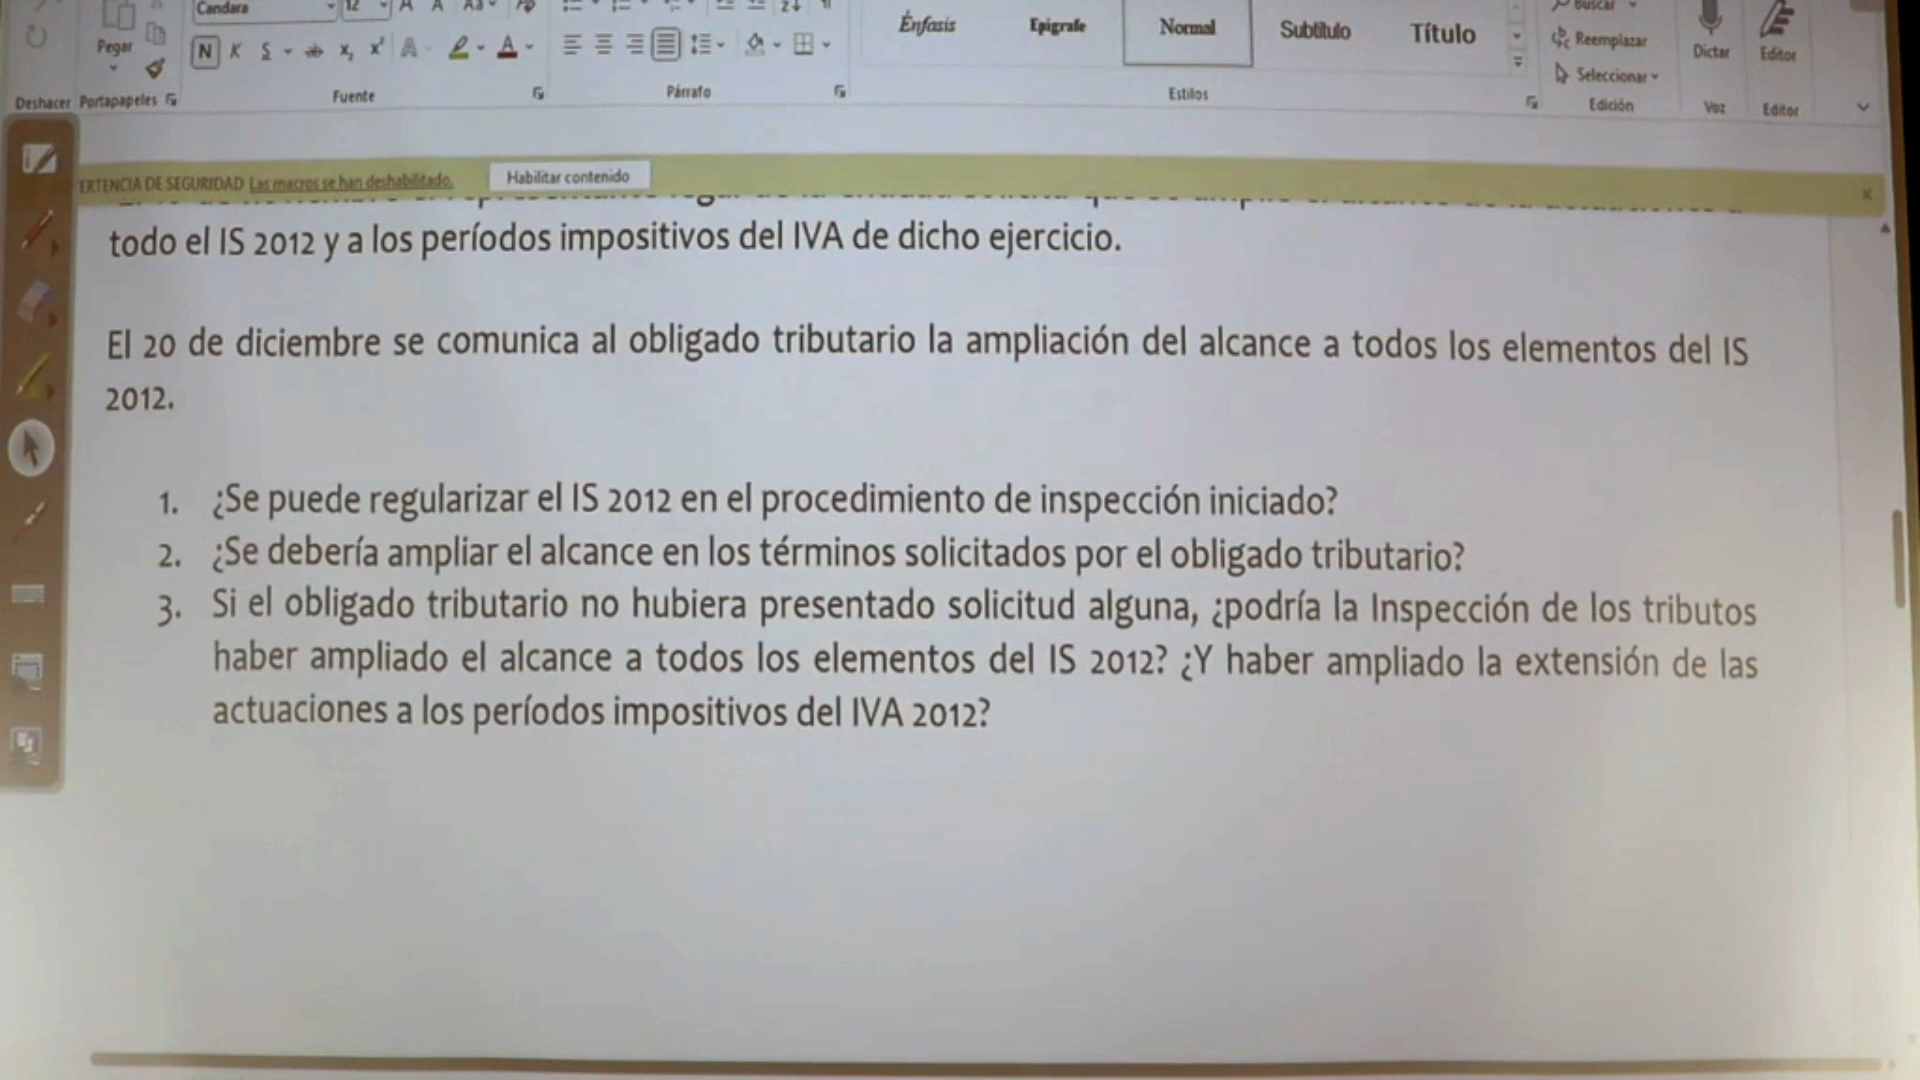 Candara 12
Buscar
Pegar
N K S ab x, x² A A
Énfasis Epígrafe Normal Subtítulo Título
Reemplazar
Seleccionar
Dictar Editor
Deshacer Portapapeles Fuente Párrafo Estilos Edición Voz Editor
ERTENCIA DE SEGURIDAD Las macros se han deshabilitado. Habilitar contenido
todo el IS 2012 y a los períodos impositivos del IVA de dicho ejercicio.
El 20 de diciembre se comunica al obligado tributario la ampliación del alcance a todos los elementos del IS
2012.
1. ¿Se puede regularizar el IS 2012 en el procedimiento de inspección iniciado?
2. ¿Se debería ampliar el alcance en los términos solicitados por el obligado tributario?
3. Si el obligado tributario no hubiera presentado solicitud alguna, ¿podría la Inspección de los tributos
haber ampliado el alcance a todos los elementos del IS 2012? ¿Y haber ampliado la extensión de las
actuaciones a los períodos impositivos del IVA 2012?